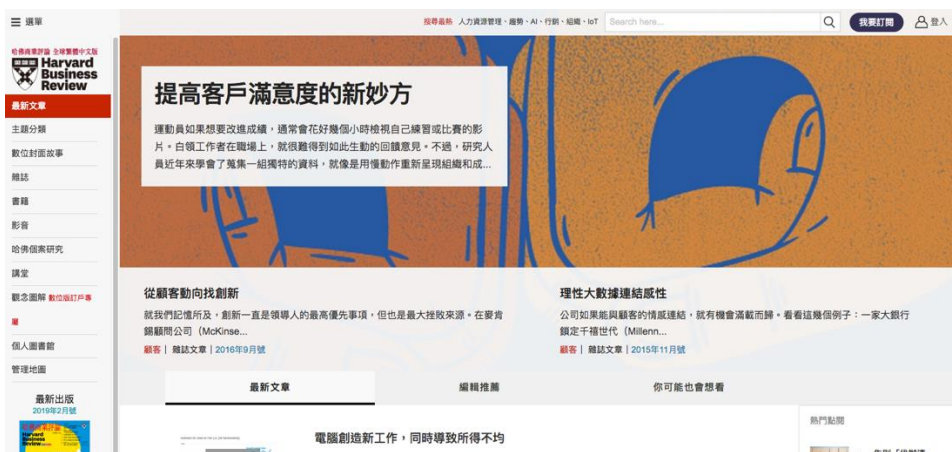 選單
搜尋最熱 人力資源管理、趨勢、AI、行銷、組織、IoT
Search here...
我要訂閱
登入
哈佛商業評論 全球繁體中文版
Harvard
Business
Review
最新文章
主題分類
數位封面故事
雜誌
書籍
影音
哈佛個案研究
講堂
觀念圖解 數位版訂戶專
屬
個人圖書館
管理地圖
最新出版
2019年2月號
哈佛商業評論
Harvard
Business
Review
提高客戶滿意度的新妙方
運動員如果想要改進成績，通常會花好幾個小時檢視自己練習或比賽的影
片。白領工作者在職場上，就很難得到如此生動的回饋意見。不過，研究人
員近年來學會了蒐集一組獨特的資料，就像是用慢動作重新呈現組織和成...
從顧客動向找創新
就我們記憶所及，創新一直是領導人的最高優先事項，但也是最大挫敗來源。在麥肯
錫顧問公司（McKinse...
顧客 | 雜誌文章 | 2016年9月號
理性大數據連結感性
公司如果能與顧客的情感連結，就有機會滿載而歸。看看這幾個例子：一家大銀行
鎖定千禧世代（Millenn...
顧客 | 雜誌文章 | 2015年11月號
最新文章
編輯推薦
你可能也會想看
電腦創造新工作，同時導致所得不均
熱門點閱